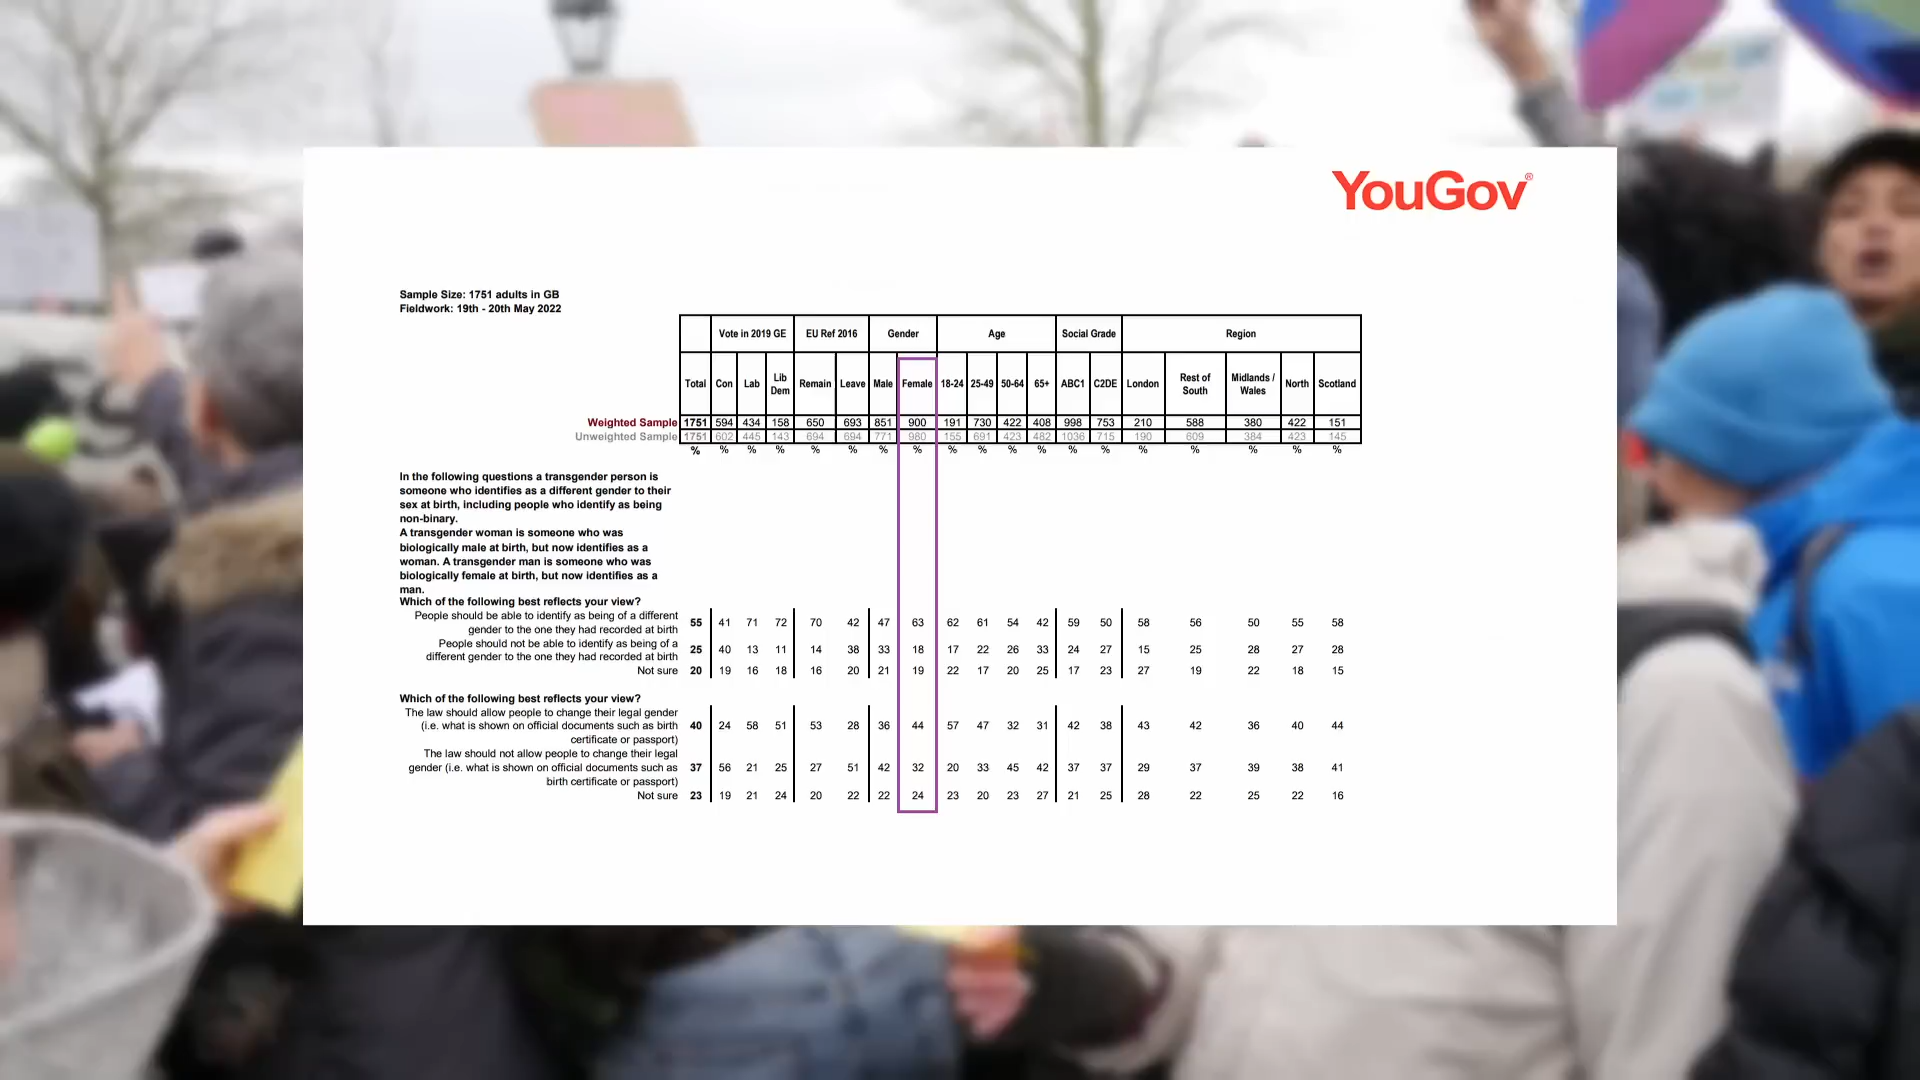 YouGov®
Sample Size: 1751 adults in GB
Fieldwork: 19th - 20th May 2022
Vote in 2019 GE EU Ref 2016 Gender Age Social Grade Region
Total Con Lab Lib Dem Remain Leave Male Female 18-24 25-49 50-64 65+ ABC1 C2DE London Rest of South Midlands / Wales North Scotland
Weighted Sample 1751 594 434 158 650 693 851 900 191 730 422 408 998 753 210 588 380 422 151
Unweighted Sample 1751 602 445 143 694 694 771 980 155 691 423 482 1036 715 190 609 384 423 145
% % % % % % % % % % % % % % % % % % %
In the following questions a transgender person is
someone who identifies as a different gender to their
sex at birth, including people who identify as being
non-binary.
A transgender woman is someone who was
biologically male at birth, but now identifies as a
woman. A transgender man is someone who was
biologically female at birth, but now identifies as a
man.
Which of the following best reflects your view?
People should be able to identify as being of a different
gender to the one they had recorded at birth 55 41 71 72 70 42 47 63 62 61 54 42 59 50 58 56 50 55 58
People should not be able to identify as being of a
different gender to the one they had recorded at birth 25 40 13 11 14 38 33 18 17 22 26 33 24 27 15 25 28 27 28
Not sure 20 19 16 18 16 20 21 19 22 17 20 25 17 23 27 19 22 18 15
Which of the following best reflects your view?
The law should allow people to change their legal gender
(i.e. what is shown on official documents such as birth 40 24 58 51 53 28 36 44 57 47 32 31 42 38 43 42 36 40 44
certificate or passport)
The law should not allow people to change their legal
gender (i.e. what is shown on official documents such as 37 56 21 25 27 51 42 32 20 33 45 42 37 37 29 37 39 38 41
birth certificate or passport)
Not sure 23 19 21 24 20 22 22 24 23 20 23 27 21 25 28 22 25 22 16